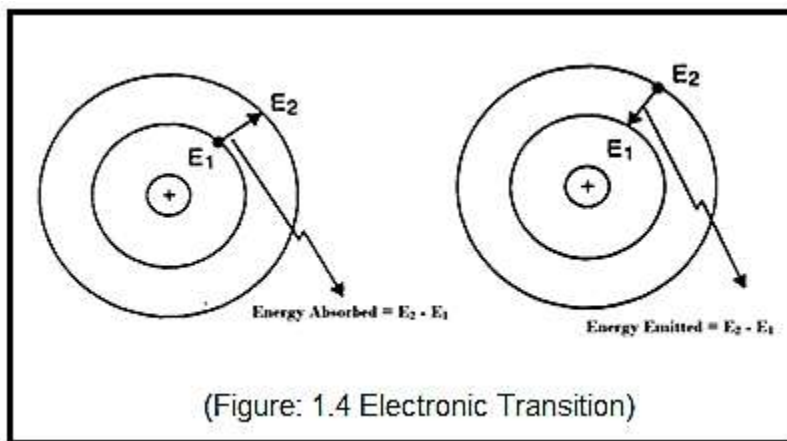 E₂
E₁
+
Energy Absorbed = E₂ - E₁
E₂
E₁
+
Energy Emitted = E₂ - E₁
(Figure: 1.4 Electronic Transition)